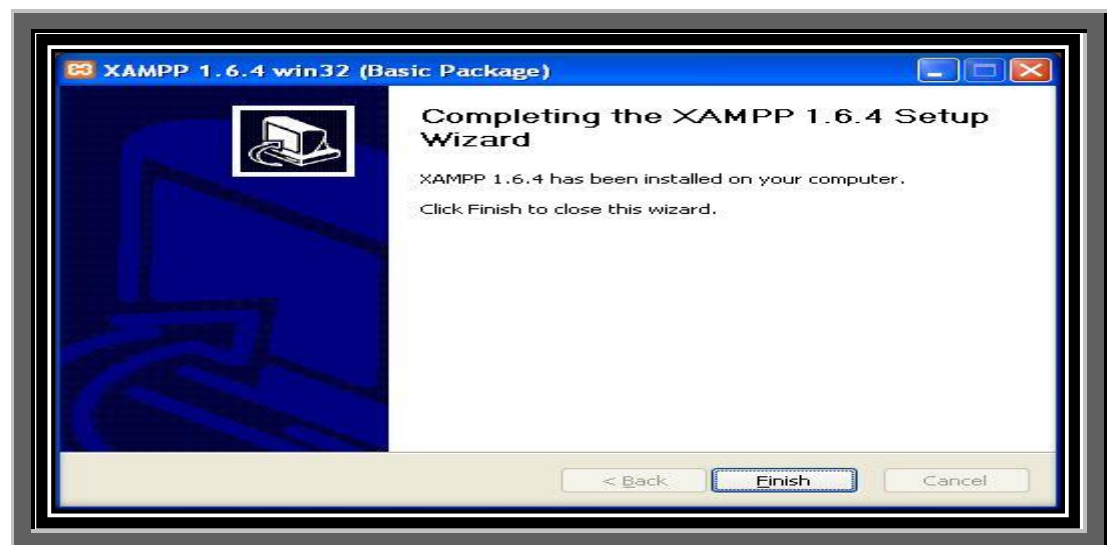 XAMPP 1.6.4 win32 (Basic Package)
Completing the XAMPP 1.6.4 Setup
Wizard
XAMPP 1.6.4 has been installed on your computer.
Click Finish to close this wizard.
< Back Finish Cancel